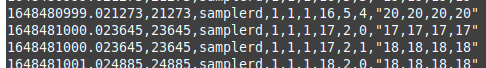 1648480999.021273,21273,samplerd,1,1,1,16,5,4,"20,20,20,20"
1648481000.023645,23645,samplerd,1,1,1,17,2,0,"17,17,17,17"
1648481000.023645,23645,samplerd,1,1,1,17,2,1,"18,18,18,18"
1648481001.024885,24885,samplerd,1,1,1,18,2,0,"18,18,18,18"